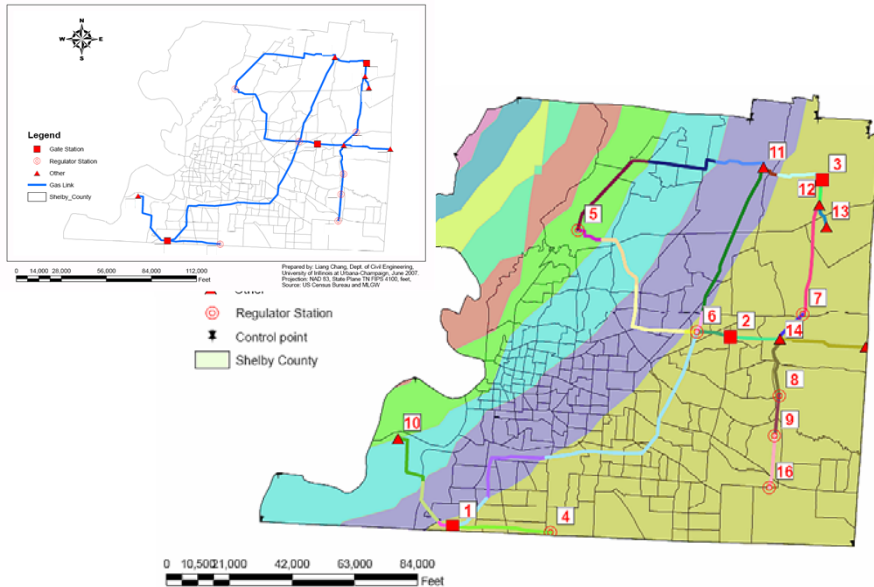 N
W E
S
Legend
Gate Station
Regulator Station
Other
Gas Link
Shelby_County
0 14,000 28,000 56,000 84,000 112,000
Feet
Prepared by: Liang Chang, Dept. of Civil Engineering,
University of Illinois at Urbana-Champaign, June 2007.
Projection: NAD 83, State Plane TN FIPS 4100, feet,
Source: US Census Bureau and MLGW
11
3
12
13
5
7
6
2
14
8
10
9
16
1
4
Other
Regulator Station
Control point
Shelby County
0 10,50021,000 42,000 63,000 84,000
Feet